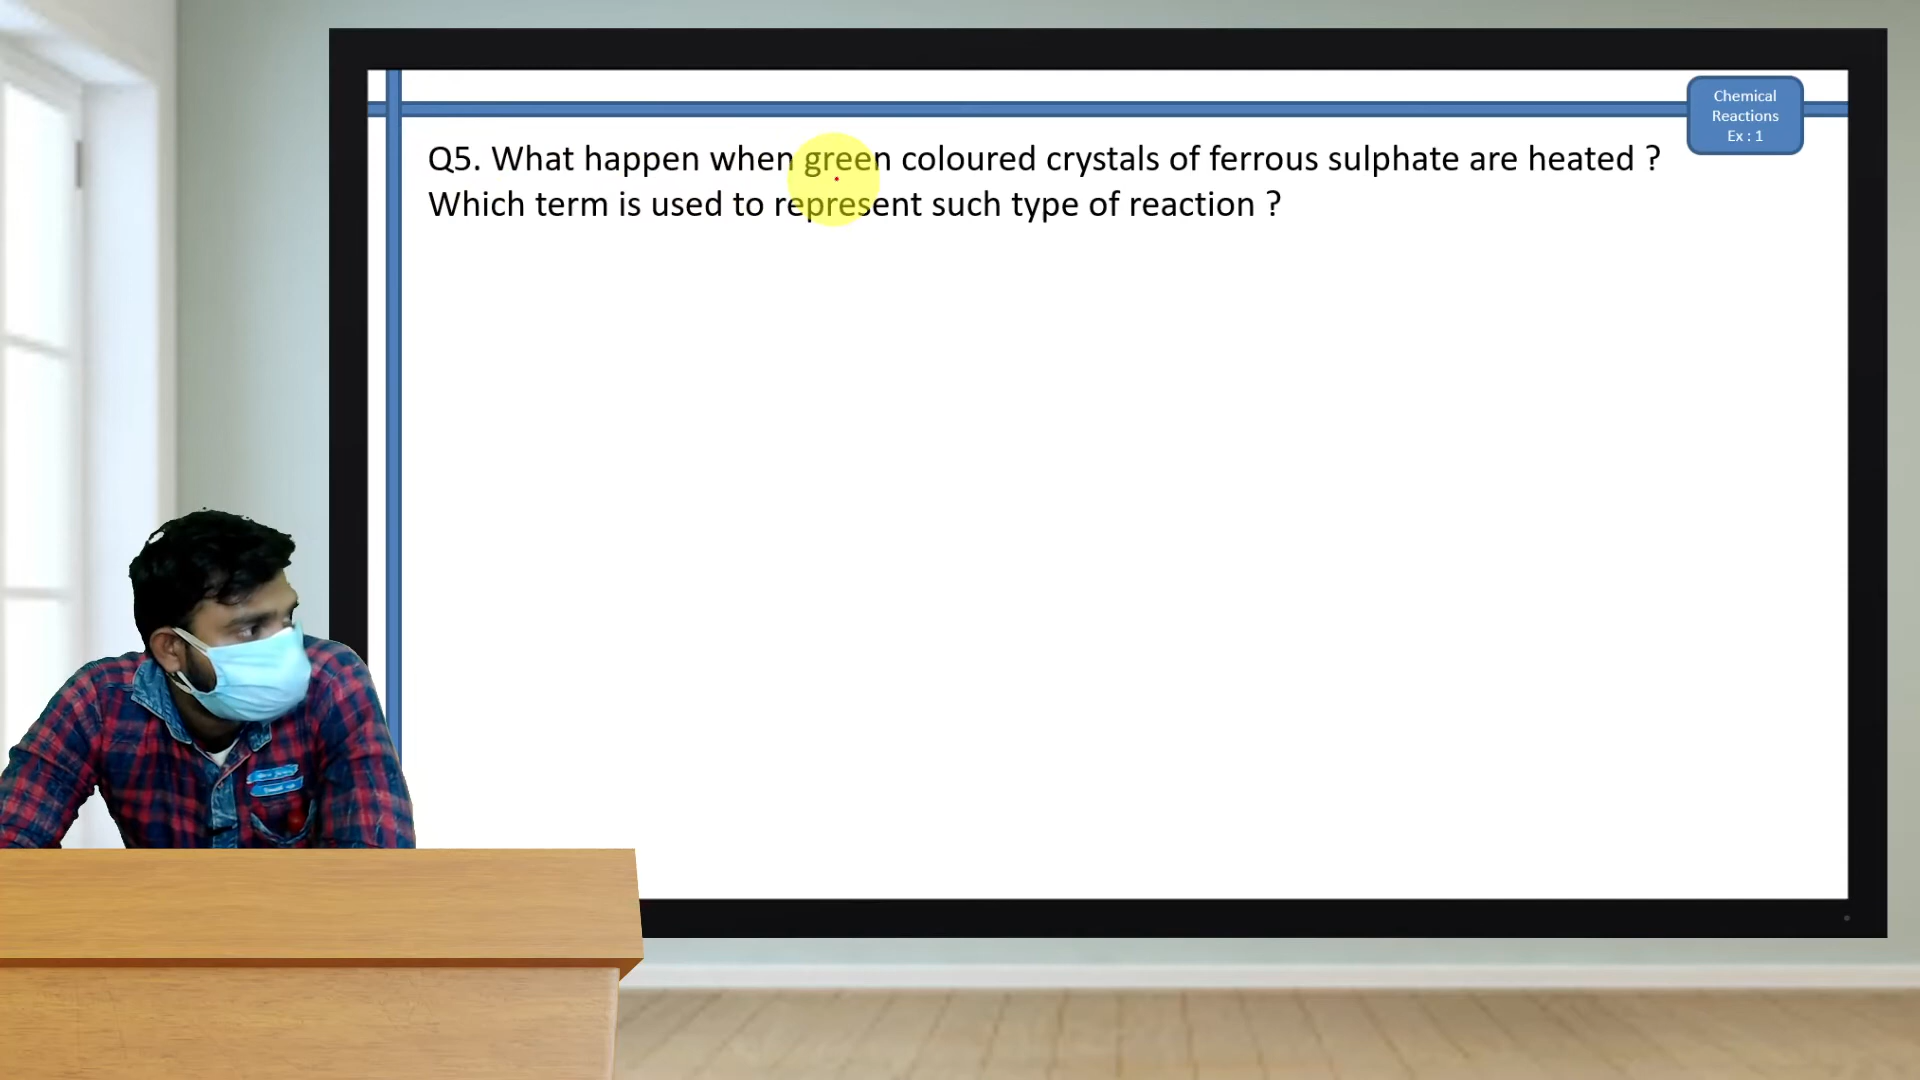 Chemical
Reactions
Ex : 1
Q5. What happen when green coloured crystals of ferrous sulphate are heated ?
Which term is used to represent such type of reaction ?